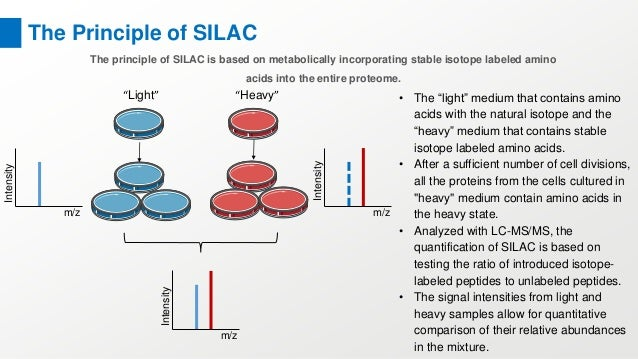 The Principle of SILAC
The principle of SILAC is based on metabolically incorporating stable isotope labeled amino
acids into the entire proteome.
“Light”
“Heavy”
Intensity
m/z
Intensity
m/z
Intensity
m/z
• The “light” medium that contains amino
acids with the natural isotope and the
“heavy” medium that contains stable
isotope labeled amino acids.
• After a sufficient number of cell divisions,
all the proteins from the cells cultured in
"heavy" medium contain amino acids in
the heavy state.
• Analyzed with LC-MS/MS, the
quantification of SILAC is based on
testing the ratio of introduced isotope-
labeled peptides to unlabeled peptides.
• The signal intensities from light and
heavy samples allow for quantitative
comparison of their relative abundances
in the mixture.